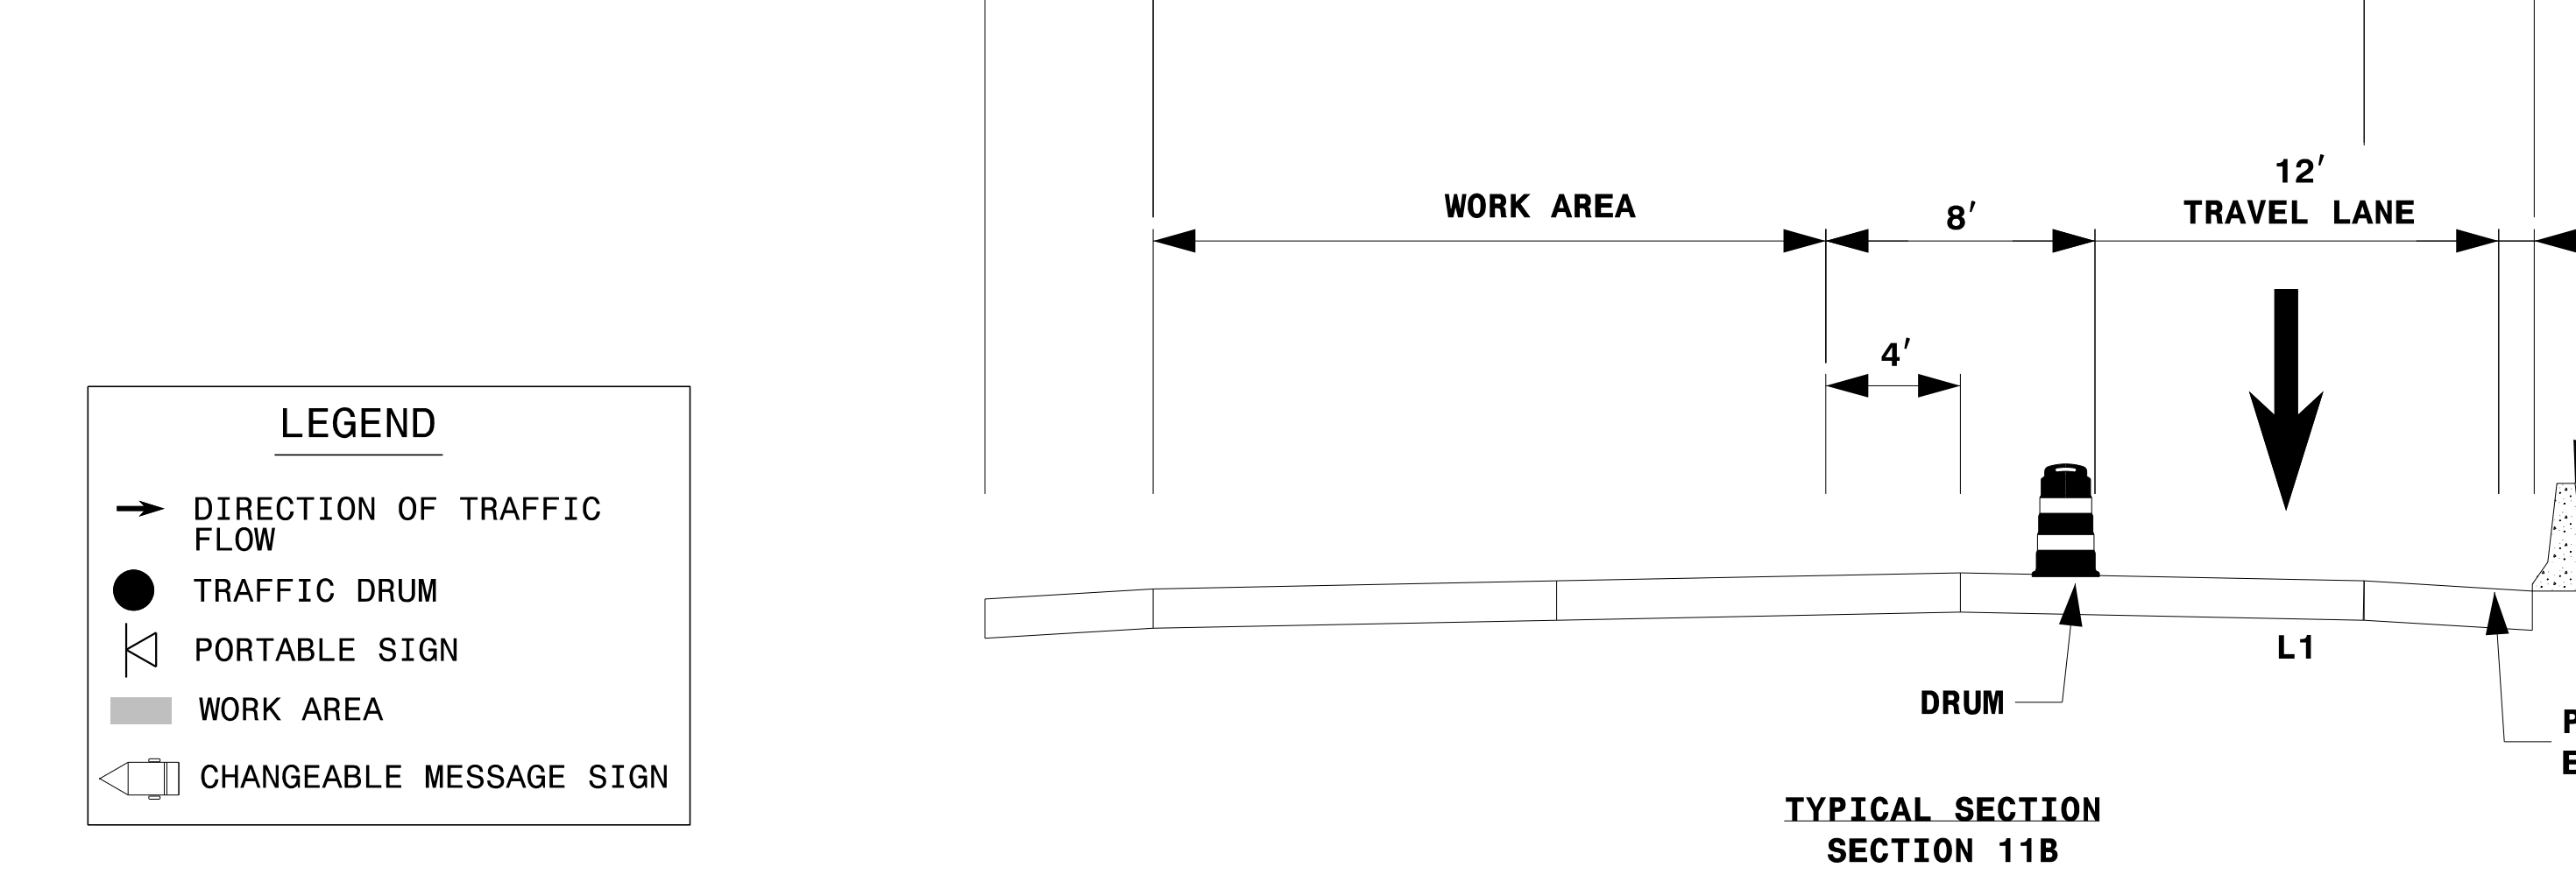 12'
WORK AREA
8'
TRAVEL LANE
4'
LEGEND
DIRECTION OF TRAFFIC
FLOW
TRAFFIC DRUM
PORTABLE SIGN
WORK AREA
CHANGEABLE MESSAGE SIGN
L1
DRUM
TYPICAL SECTION
SECTION 11B